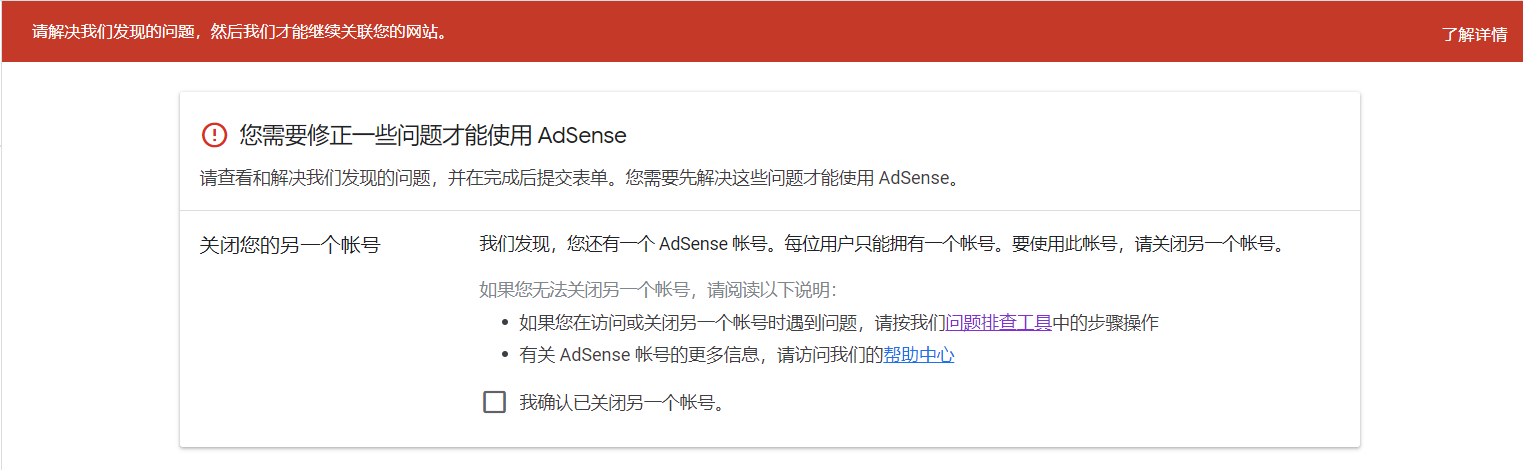 请解决我们发现的问题，然后我们才能继续关联您的网站。
了解详情
您需要修正一些问题才能使用 AdSense
请查看和解决我们发现的问题，并在完成后提交表单。您需要先解决这些问题才能使用 AdSense。
关闭您的另一个帐号
我们发现，您还有一个 AdSense 帐号。每位用户只能拥有一个帐号。要使用此帐号，请关闭另一个帐号。
如果您无法关闭另一个帐号，请阅读以下说明：
• 如果您在访问或关闭另一个帐号时遇到问题，请按我们问题排查工具中的步骤操作
• 有关 AdSense 帐号的更多信息，请访问我们的帮助中心
我确认已关闭另一个帐号。